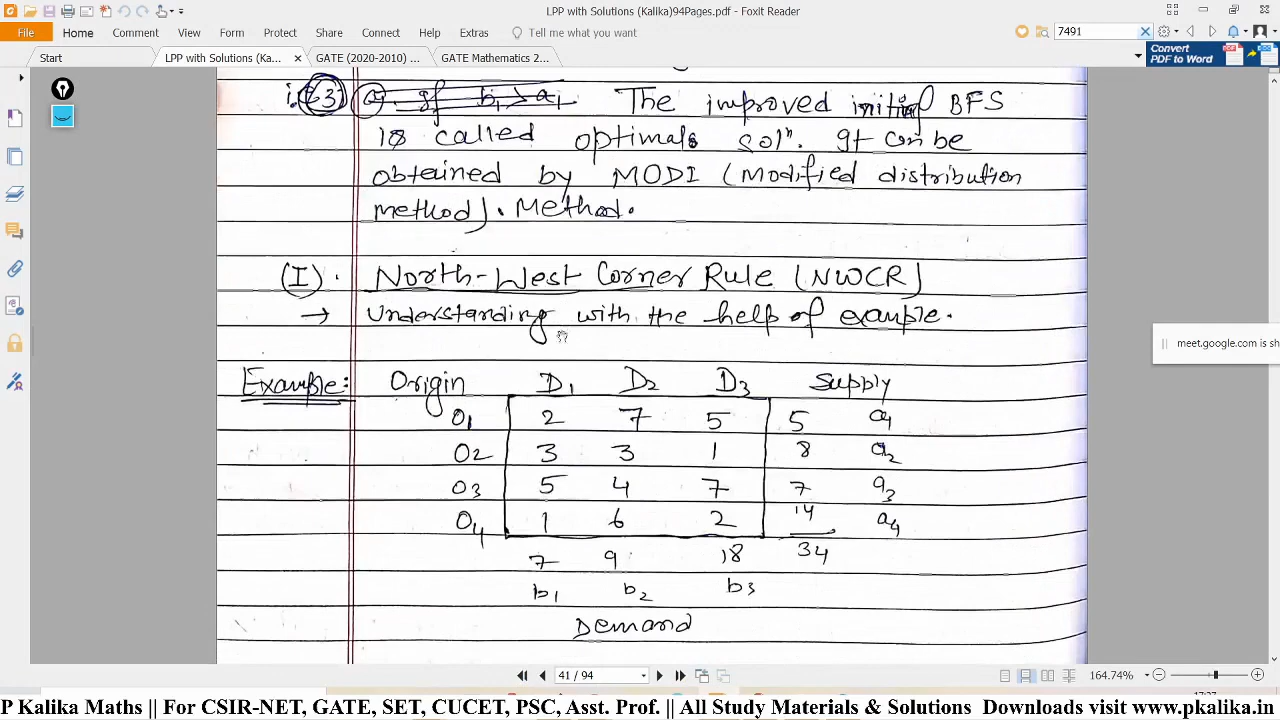 LPP with Solutions (Kalika)94Pages.pdf - Foxit Reader
File Home Comment View Form Protect Share Connect Help Extras Tell me what you want... 7491
Start LPP with Solutions (Ka... × GATE (2020-2010) ... GATE Mathematics 2...
Convert PDF to Word
The improved initial BFS
is called optimal solⁿ. It can be
obtained by MODI (Modified distribution
method). Method.
(I). North-West Corner Rule (NWCR)
→ Understanding with the help of example.
meet.google.com is sh
Example: Origin D₁ D₂ D₃ Supply
O₁ 2 7 5 5 a₁
O₂ 3 3 1 8 a₂
O₃ 5 4 7 7 a₃
O₄ 1 6 2 14 a₄
7 9 18 34
b₁ b₂ b₃
Demand
41 / 94 164.74%
P Kalika Maths || For CSIR-NET, GATE, SET, CUCET, PSC, Asst. Prof. || All Study Materials & Solutions Downloads visit www.pkalika.in